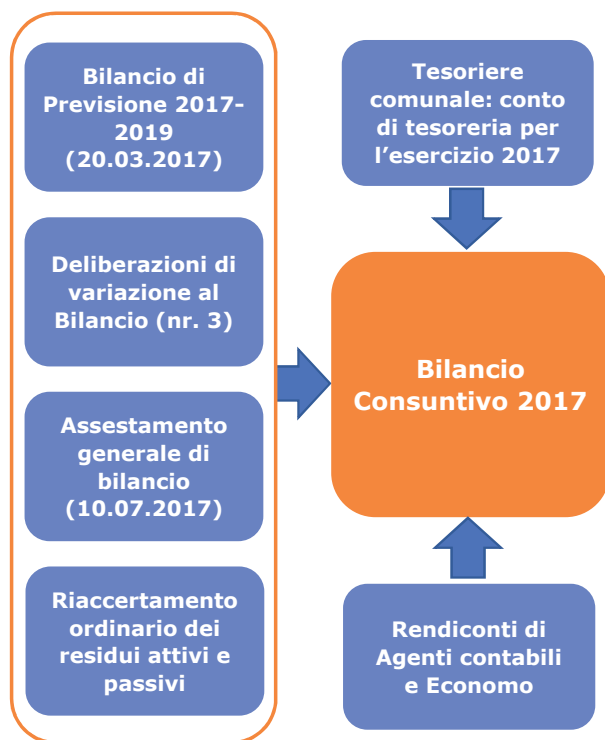 Bilancio di
Previsione 2017-
2019
(20.03.2017)
Deliberazioni di
variazione al
Bilancio (nr. 3)
Assestamento
generale di
bilancio
(10.07.2017)
Riaccertamento
ordinario dei
residui attivi e
passivi
Tesoriere
comunale: conto
di tesoreria per
l’esercizio 2017
Bilancio
Consuntivo 2017
Rendiconti di
Agenti contabili
e Economo